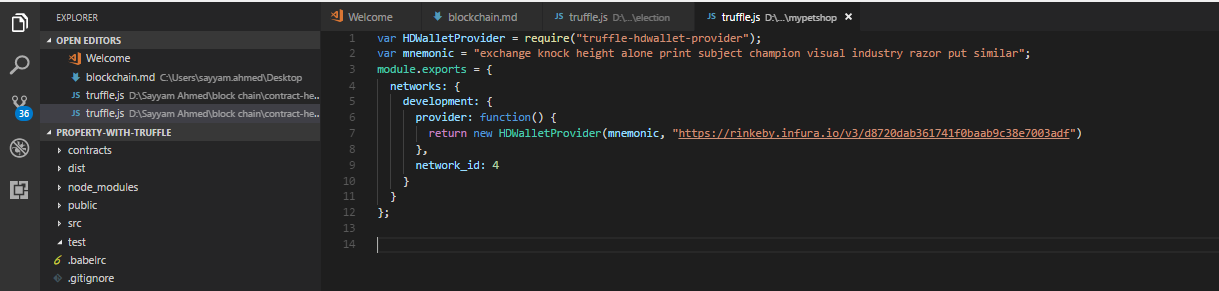 EXPLORER
OPEN EDITORS
Welcome
blockchain.md C:\Users\sayyam.ahmed\Desktop
truffle.js D:\Sayyam Ahmed\block chain\contract-he...
truffle.js D:\Sayyam Ahmed\block chain\contract-he...
36
PROPERTY-WITH-TRUFFLE
contracts
dist
node_modules
public
src
test
.babelrc
.gitignore
Welcome
blockchain.md
JS truffle.js D:\...\election
JS truffle.js D:\...\mypetshop ×
1 var HDWalletProvider = require("truffle-hdwallet-provider");
2 var mnemonic = "exchange knock height alone print subject champion visual industry razor put similar";
3 module.exports = {
4 networks: {
5 development: {
6 provider: function() {
7 return new HDWalletProvider(mnemonic, "https://rinkeby.infura.io/v3/d8720dab361741f0baab9c38e7003adf")
8 },
9 network_id: 4
10 }
11 }
12 };
13
14